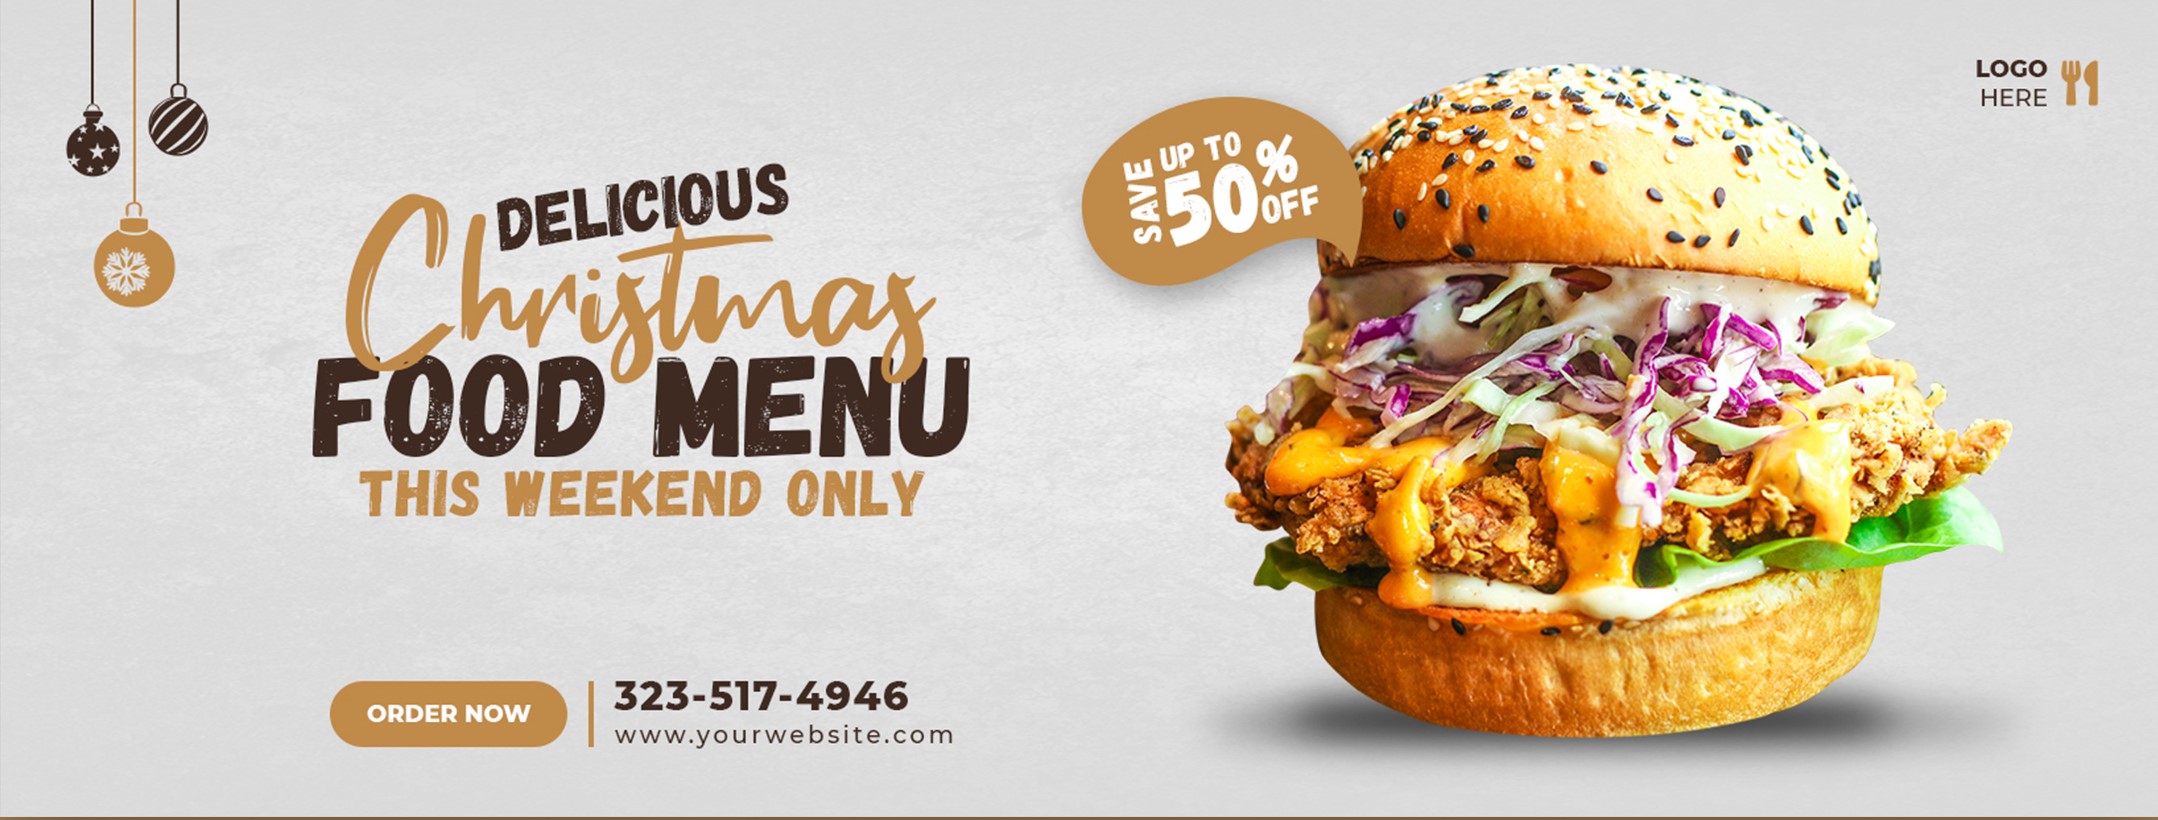 DELICIOUS
Christmas
FOOD MENU
THIS WEEKEND ONLY
ORDER NOW
323-517-4946
www.yourwebsite.com
SAVE
UP TO
50%
OFF
LOGO
HERE